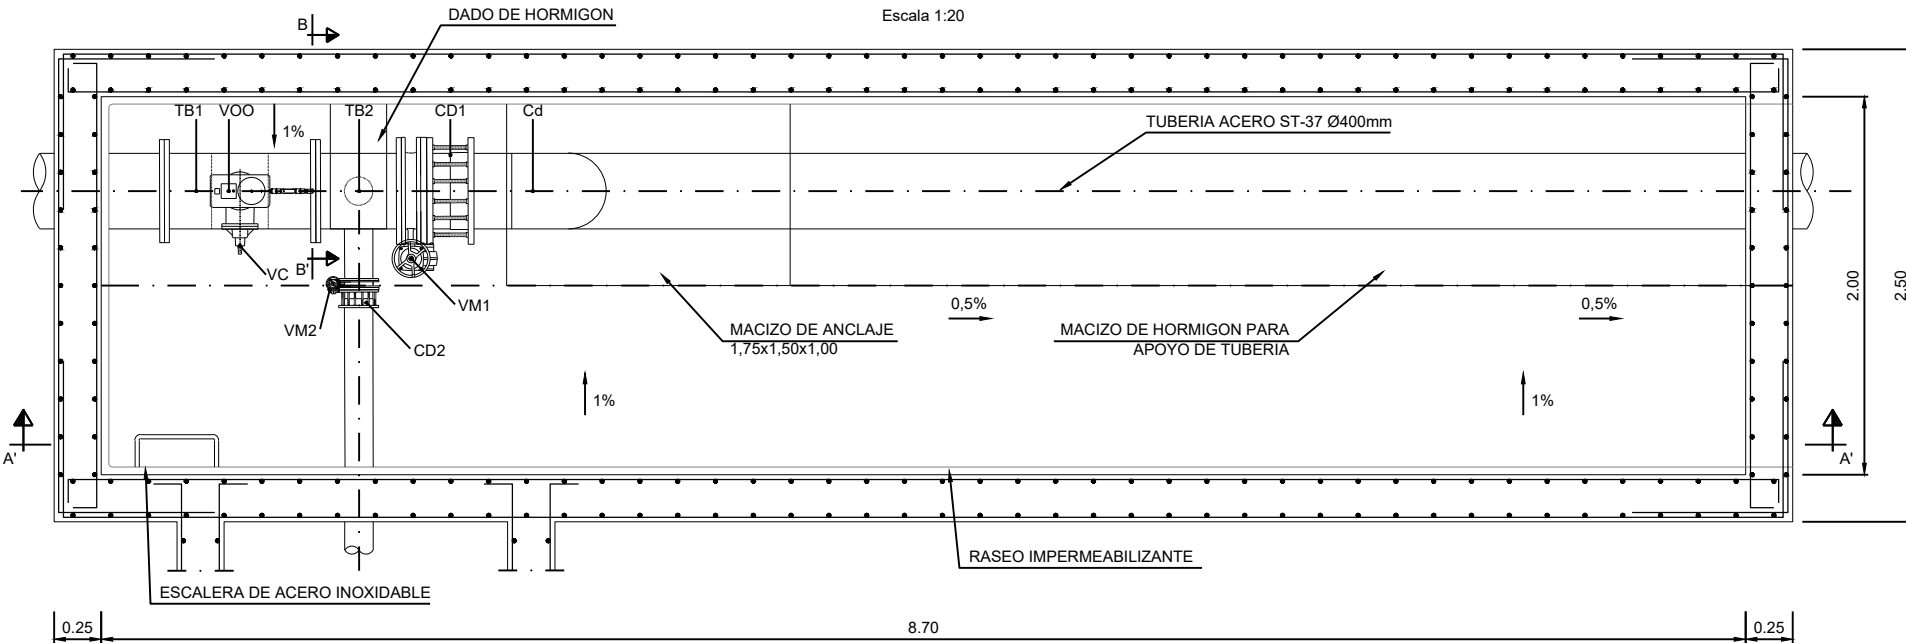 DADO DE HORMIGON
Escala 1:20
B
TB1
VOO
1%
TB2
CD1
Cd
TUBERIA ACERO ST-37 Ø400mm
VC
B'
VM1
VM2
CD2
MACIZO DE ANCLAJE
1,75x1,50x1,00
0,5%
MACIZO DE HORMIGON PARA
APOYO DE TUBERIA
0,5%
2.00
2.50
1%
1%
A'
A'
RASEO IMPERMEABILIZANTE
ESCALERA DE ACERO INOXIDABLE
0.25
8.70
0.25